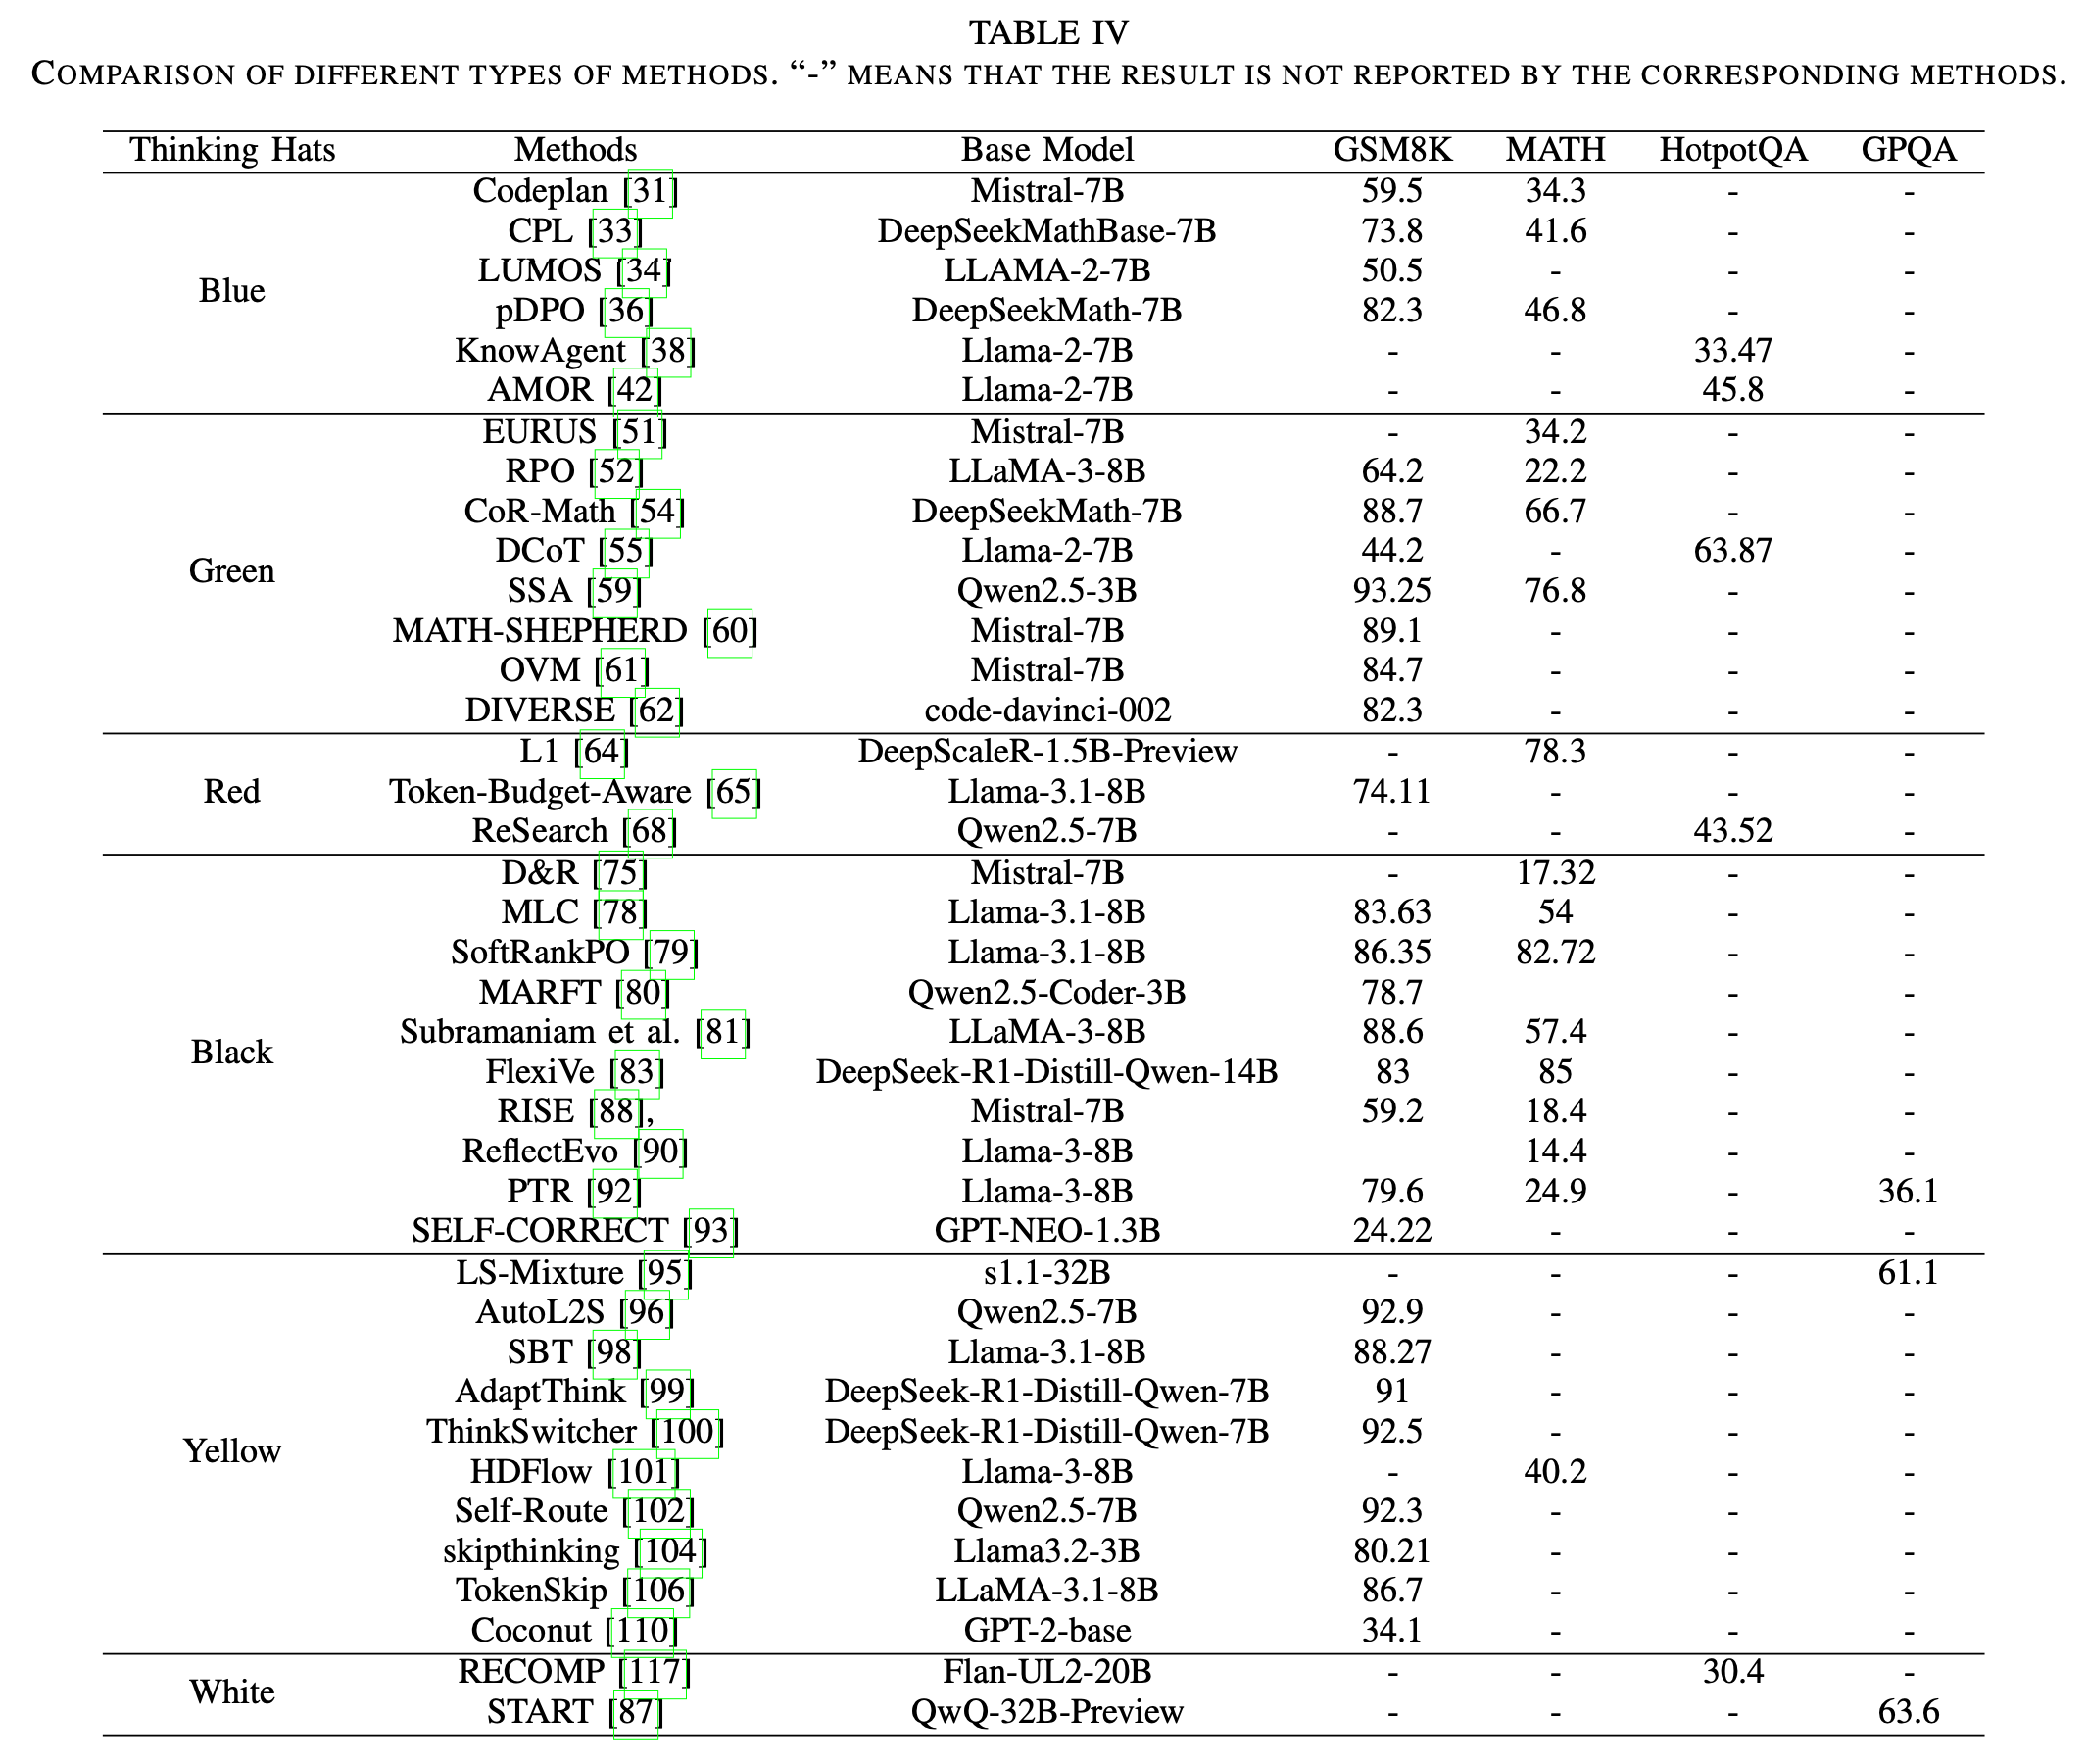 TABLE IV
COMPARISON OF DIFFERENT TYPES OF METHODS. “-” MEANS THAT THE RESULT IS NOT REPORTED BY THE CORRESPONDING METHODS.
Thinking Hats Methods Base Model GSM8K MATH HotpotQA GPQA
Blue
Codeplan [31] Mistral-7B 59.5 34.3 - -
CPL [33] DeepSeekMathBase-7B 73.8 41.6 - -
LUMOS [34] LLAMA-2-7B 50.5 - - -
pDPO [36] DeepSeekMath-7B 82.3 46.8 - -
KnowAgent [38] Llama-2-7B - - 33.47 -
AMOR [42] Llama-2-7B - - 45.8 -
Green
EURUS [51] Mistral-7B - 34.2 - -
RPO [52] LLaMA-3-8B 64.2 22.2 - -
CoR-Math [54] DeepSeekMath-7B 88.7 66.7 - -
DCoT [55] Llama-2-7B 44.2 - 63.87 -
SSA [59] Qwen2.5-3B 93.25 76.8 - -
MATH-SHEPHERD [60] Mistral-7B 89.1 - - -
OVM [61] Mistral-7B 84.7 - - -
DIVERSE [62] code-davinci-002 82.3 - - -
Red
L1 [64] DeepScaleR-1.5B-Preview - 78.3 - -
Token-Budget-Aware [65] Llama-3.1-8B 74.11 - - -
ReSearch [68] Qwen2.5-7B - - 43.52 -
Black
D&R [75] Mistral-7B - 17.32 - -
MLC [78] Llama-3.1-8B 83.63 54 - -
SoftRankPO [79] Llama-3.1-8B 86.35 82.72 - -
MARFT [80] Qwen2.5-Coder-3B 78.7 - -
Subramaniam et al. [81] LLaMA-3-8B 88.6 57.4 - -
FlexiVe [83] DeepSeek-R1-Distill-Qwen-14B 83 85 - -
RISE [88], Mistral-7B 59.2 18.4 - -
ReflectEvo [90] Llama-3-8B 14.4 - -
PTR [92] Llama-3-8B 79.6 24.9 - 36.1
SELF-CORRECT [93] GPT-NEO-1.3B 24.22 - - -
Yellow
LS-Mixture [95] s1.1-32B - - - 61.1
AutoL2S [96] Qwen2.5-7B 92.9 - - -
SBT [98] Llama-3.1-8B 88.27 - - -
AdaptThink [99] DeepSeek-R1-Distill-Qwen-7B 91 - - -
ThinkSwitcher [100] DeepSeek-R1-Distill-Qwen-7B 92.5 - - -
HDFlow [101] Llama-3-8B - 40.2 - -
Self-Route [102] Qwen2.5-7B 92.3 - - -
skipthinking [104] Llama3.2-3B 80.21 - - -
TokenSkip [106] LLaMA-3.1-8B 86.7 - - -
Coconut [110] GPT-2-base 34.1 - - -
White
RECOMP [117] Flan-UL2-20B - - 30.4 -
START [87] QwQ-32B-Preview - - - 63.6